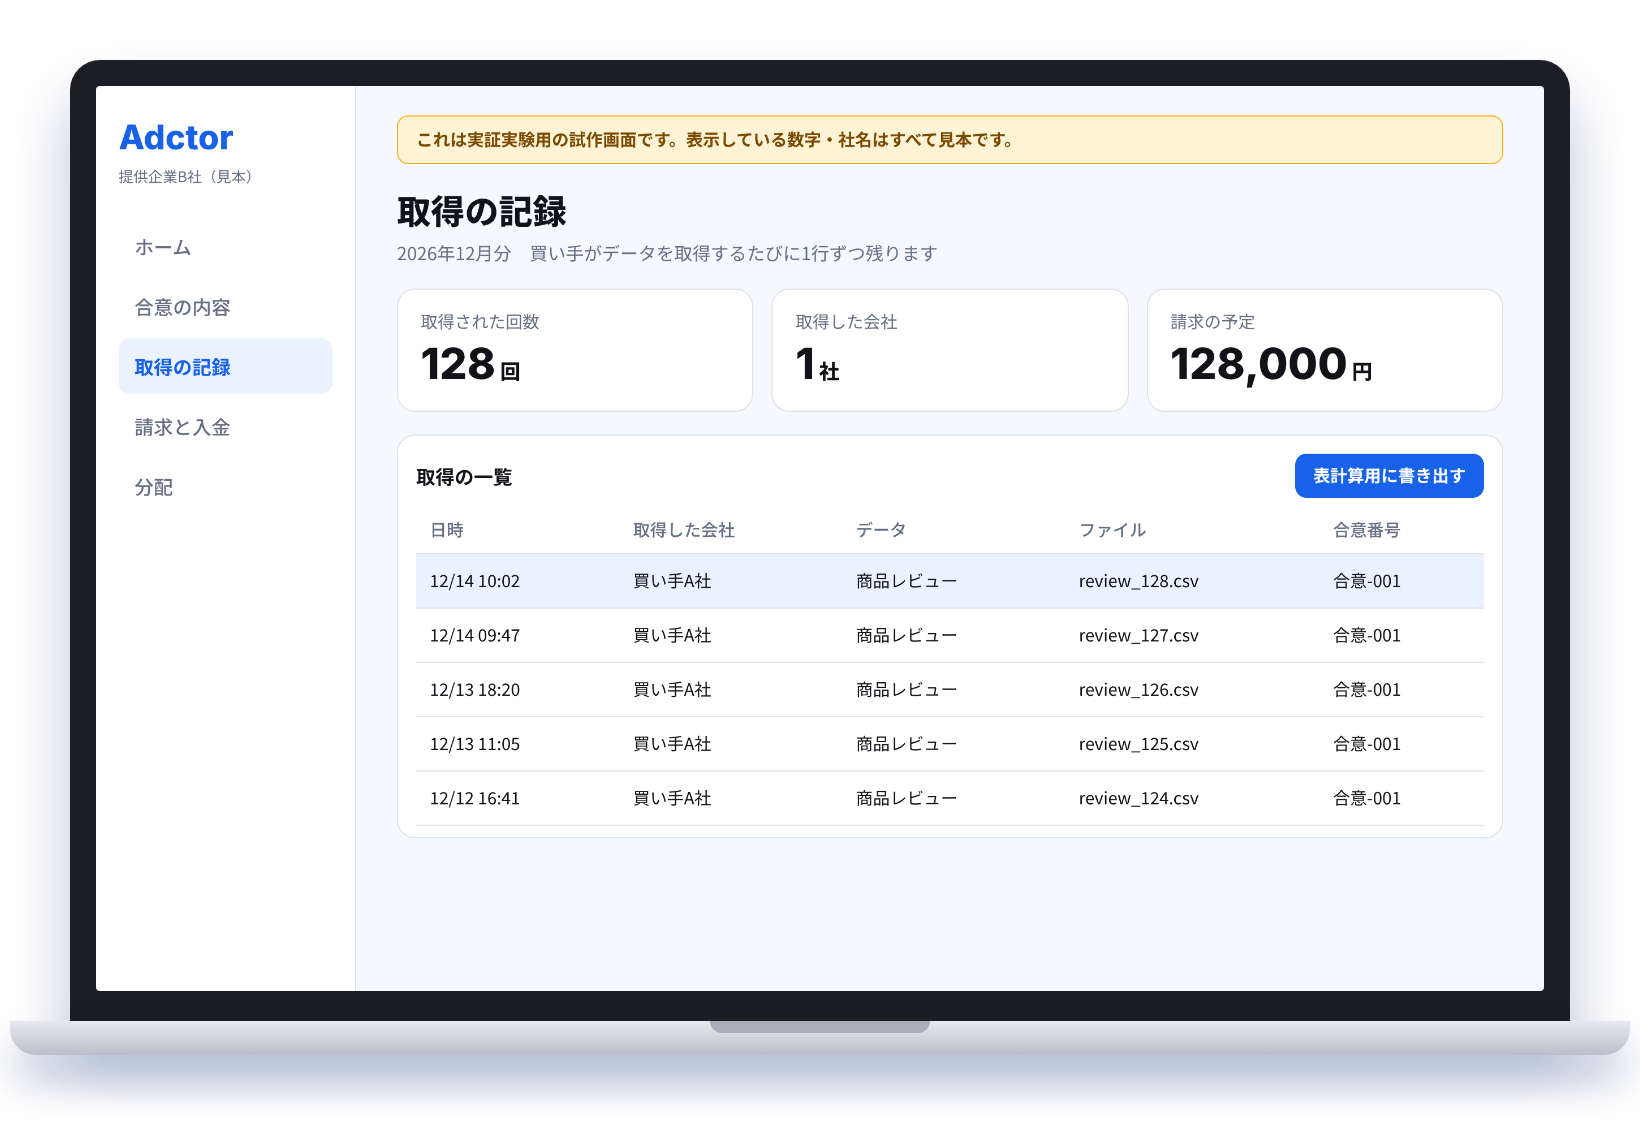 Adctor
提供企業B社（見本）
ホーム
合意の内容
取得の記録
請求と入金
分配
これは実証実験用の試作画面です。表示している数字・社名はすべて見本です。
取得の記録
2026年12月分　買い手がデータを取得するたびに1行ずつ残ります
取得された回数
128回
取得した会社
1社
請求の予定
128,000円
取得の一覧
表計算用に書き出す
日時 取得した会社 データ ファイル 合意番号
12/14 10:02 買い手A社 商品レビュー review_128.csv 合意-001
12/14 09:47 買い手A社 商品レビュー review_127.csv 合意-001
12/13 18:20 買い手A社 商品レビュー review_126.csv 合意-001
12/13 11:05 買い手A社 商品レビュー review_125.csv 合意-001
12/12 16:41 買い手A社 商品レビュー review_124.csv 合意-001